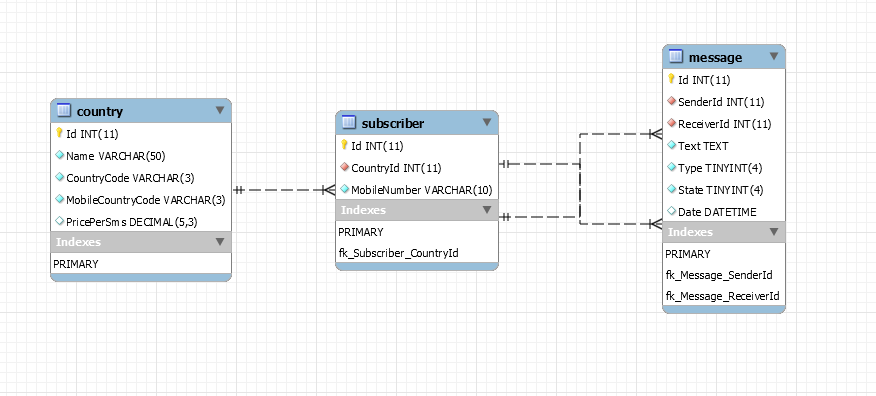 country
Id INT(11)
Name VARCHAR(50)
CountryCode VARCHAR(3)
MobileCountryCode VARCHAR(3)
PricePerSms DECIMAL(5,3)
Indexes
PRIMARY
subscriber
Id INT(11)
CountryId INT(11)
MobileNumber VARCHAR(10)
Indexes
PRIMARY
fk_Subscriber_CountryId
message
Id INT(11)
SenderId INT(11)
ReceiverId INT(11)
Text TEXT
Type TINYINT(4)
State TINYINT(4)
Date DATETIME
Indexes
PRIMARY
fk_Message_SenderId
fk_Message_ReceiverId